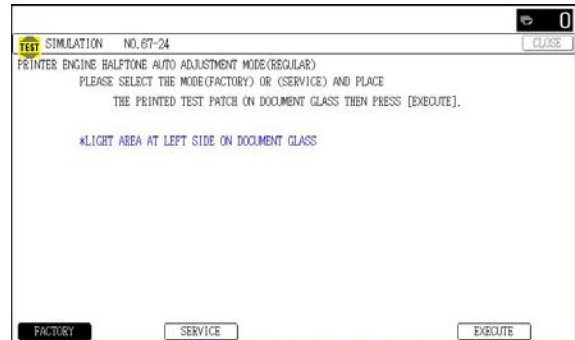 0
TEST SIMULATION NO.67-24 CLOSE
PRINTER ENGINE HALFTONE AUTO ADJUSTMENT MODE(REGULAR)
PLEASE SELECT THE MODE(FACTORY) OR (SERVICE) AND PLACE
THE PRINTED TEST PATCH ON DOCUMENT GLASS THEN PRESS [EXECUTE].
*LIGHT AREA AT LEFT SIDE ON DOCUMENT GLASS
FACTORY SERVICE EXECUTE